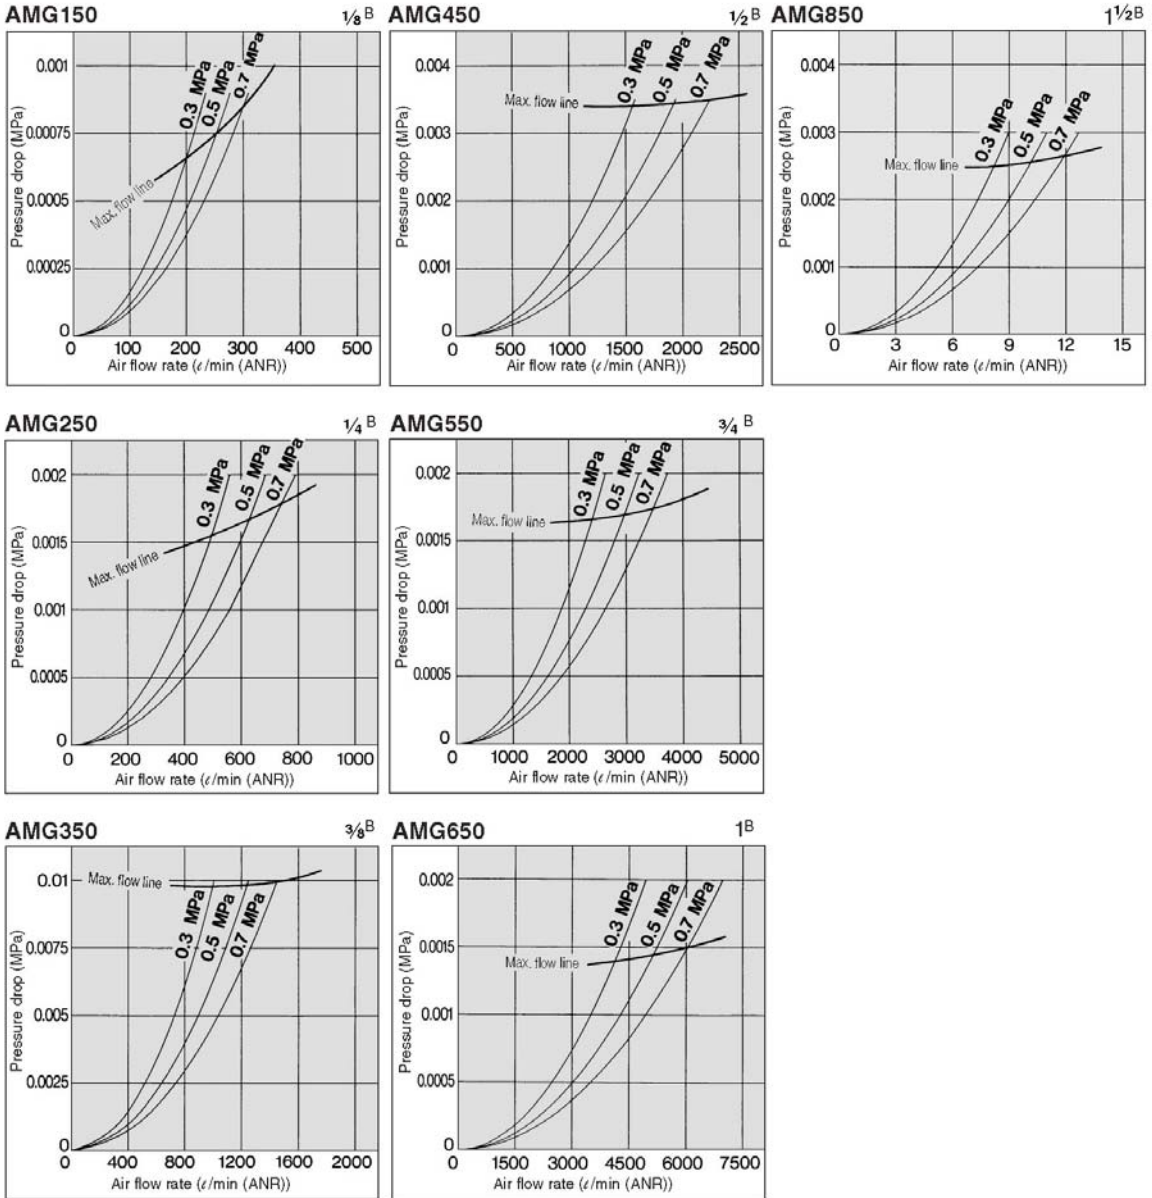 AMG150 1/8 B
0.001
0.00075
0.0005
0.00025
0
Pressure drop (MPa)
0.3 MPa
0.5 MPa
0.7 MPa
Max. flow line
0 100 200 300 400 500
Air flow rate (ℓ/min (ANR))
AMG450 1/2 B
0.004
0.003
0.002
0.001
0
Pressure drop (MPa)
Max. flow line
0.3 MPa
0.5 MPa
0.7 MPa
0 500 1000 1500 2000 2500
Air flow rate (ℓ/min (ANR))
AMG850 1 1/2 B
0.004
0.003
0.002
0.001
0
Pressure drop (MPa)
Max. flow line
0.3 MPa
0.5 MPa
0.7 MPa
0 3 6 9 12 15
Air flow rate (ℓ/min (ANR))
AMG250 1/4 B
0.002
0.0015
0.001
0.0005
0
Pressure drop (MPa)
0.3 MPa
0.5 MPa
0.7 MPa
Max. flow line
0 200 400 600 800 1000
Air flow rate (ℓ/min (ANR))
AMG550 3/4 B
0.002
0.0015
0.001
0.0005
0
Pressure drop (MPa)
0.3 MPa
0.5 MPa
0.7 MPa
Max. flow line
0 1000 2000 3000 4000 5000
Air flow rate (ℓ/min (ANR))
AMG350 3/8 B
0.01
0.0075
0.005
0.0025
0
Pressure drop (MPa)
Max. flow line
0.3 MPa
0.5 MPa
0.7 MPa
0 400 800 1200 1600 2000
Air flow rate (ℓ/min (ANR))
AMG650 1 B
0.002
0.0015
0.001
0.0005
0
Pressure drop (MPa)
0.3 MPa
0.5 MPa
0.7 MPa
Max. flow line
0 1500 3000 4500 6000 7500
Air flow rate (ℓ/min (ANR))